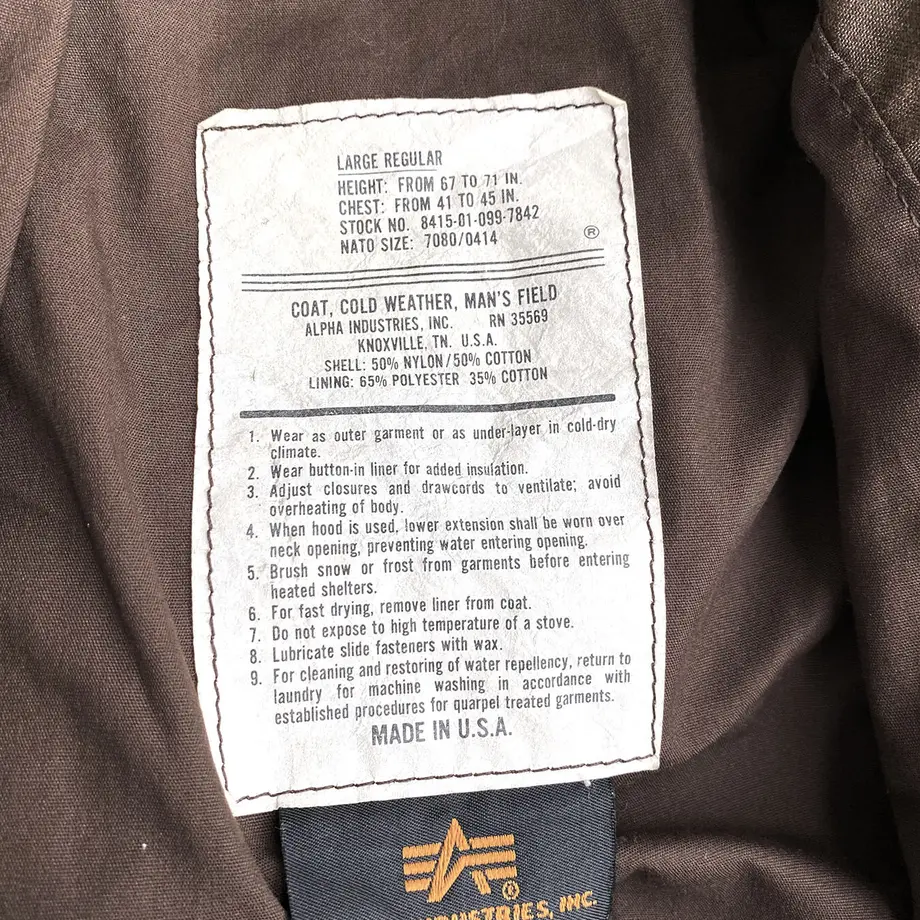 LARGE REGULAR
HEIGHT: FROM 67 TO 71 IN.
CHEST: FROM 41 TO 45 IN.
STOCK NO. 8415-01-099-7842
NATO SIZE: 7080/0414
®
COAT, COLD WEATHER, MAN'S FIELD
ALPHA INDUSTRIES, INC. RN 35569
KNOXVILLE, TN. U.S.A.
SHELL: 50% NYLON/50% COTTON
LINING: 65% POLYESTER 35% COTTON
1. Wear as outer garment or as under-layer in cold-dry
climate.
2. Wear button-in liner for added insulation.
3. Adjust closures and drawcords to ventilate; avoid
overheating of body.
4. When hood is used, lower extension shall be worn over
neck opening, preventing water entering opening.
5. Brush snow or frost from garments before entering
heated shelters.
6. For fast drying, remove liner from coat.
7. Do not expose to high temperature of a stove.
8. Lubricate slide fasteners with wax.
9. For cleaning and restoring of water repellency, return to
laundry for machine washing in accordance with
established procedures for quarpel treated garments.
MADE IN U.S.A.
®
INDUSTRIES, INC.